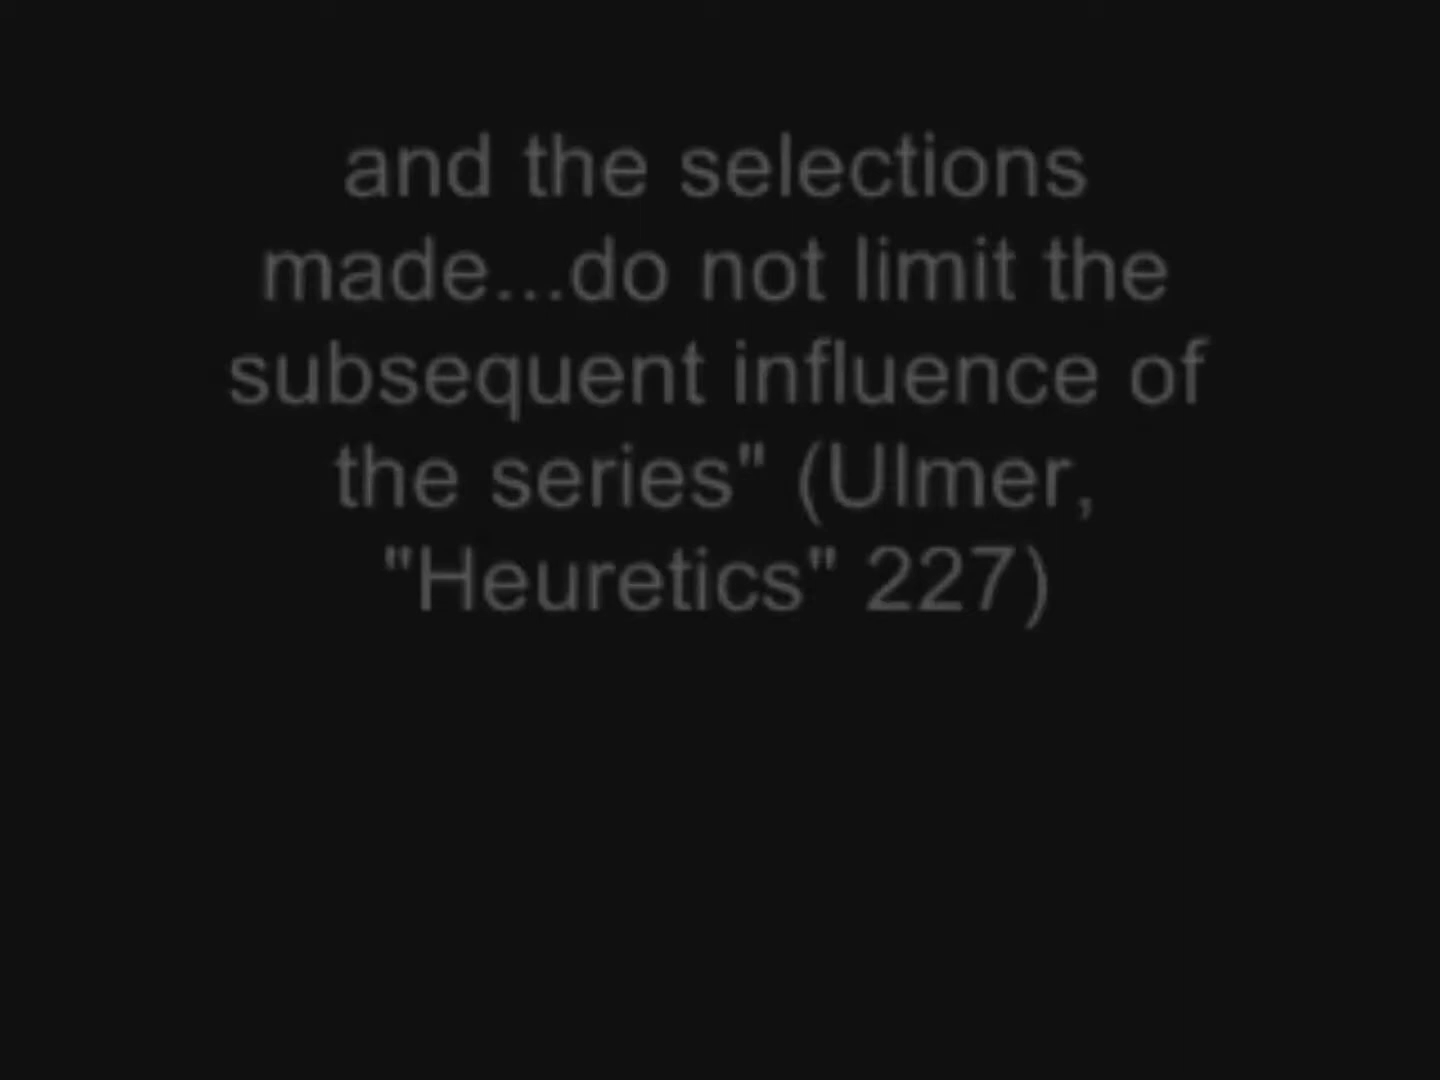 and the selections
made...do not limit the
subsequent influence of
the series" (Ulmer,
"Heuretics" 227)